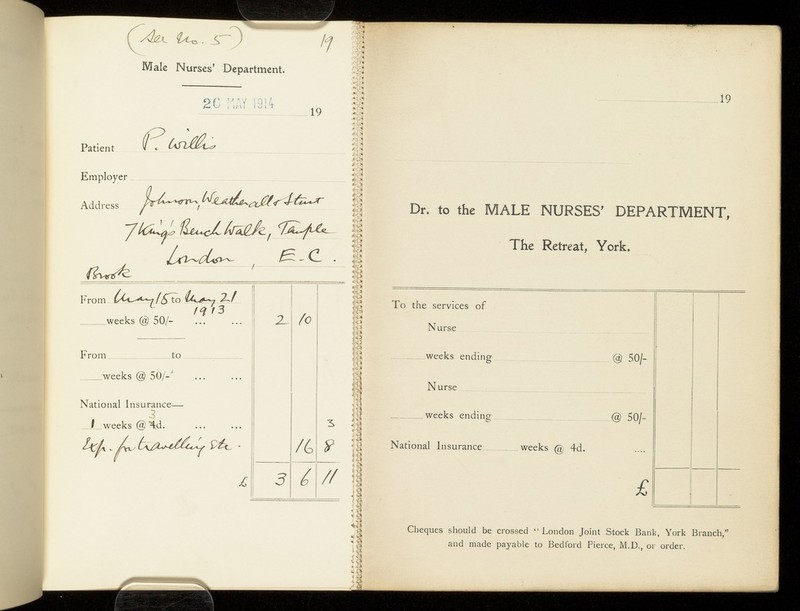 (See No. 5)
19
Male Nurses' Department.
26 MAY 1914 19
Patient P. Willis
Employer
Address Johnson, Weatherall & Sturt
7 King's Bench Walk, Temple
London, E.C.
Brook
From May 15 to May 21
1913
weeks @ 50/- ... ... 2 10
From to
weeks @ 50/- ... ...
National Insurance—
3
1 weeks @ 4d. ... ... 3
Exp. for travelling etc. 16 8
£ 3 6 11
19
Dr. to the MALE NURSES' DEPARTMENT,
The Retreat, York.
To the services of
Nurse
weeks ending @ 50/-
Nurse
weeks ending @ 50/-
National Insurance weeks @ 4d. ....
£
Cheques should be crossed "London Joint Stock Bank, York Branch,"
and made payable to Bedford Pierce, M.D., or order.